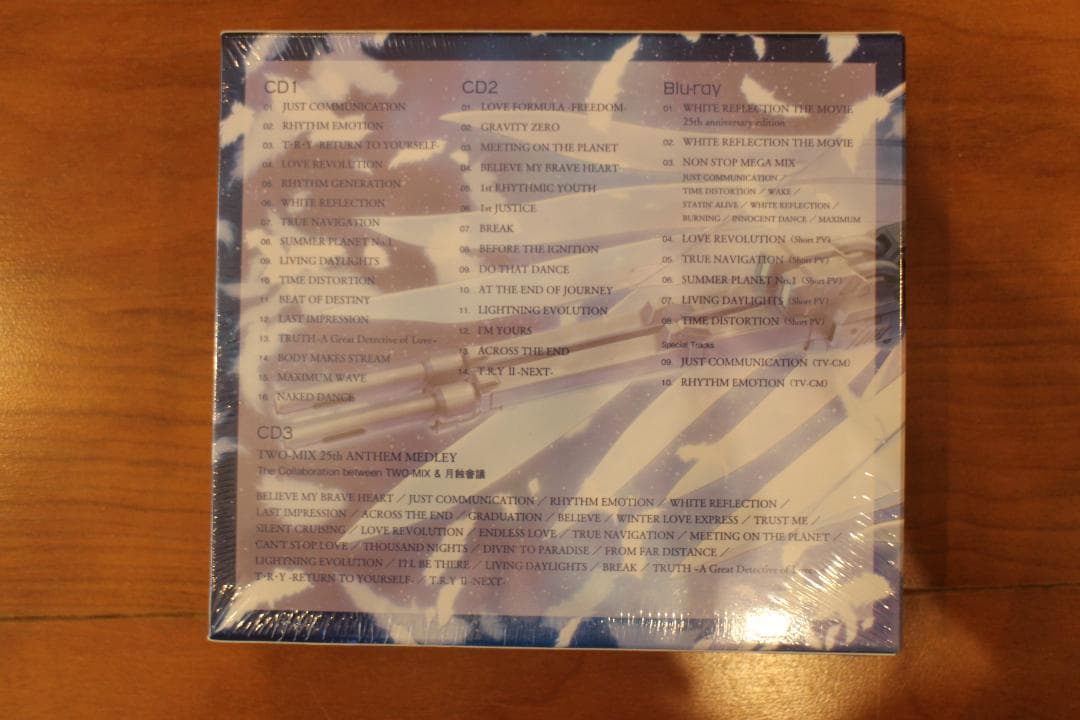 CD1
01. JUST COMMUNICATION
02. RHYTHM EMOTION
03. T・R・Y -RETURN TO YOURSELF-
04. LOVE REVOLUTION
05. RHYTHM GENERATION
06. WHITE REFLECTION
07. TRUE NAVIGATION
08. SUMMER PLANET No.1
09. LIVING DAYLIGHTS
10. TIME DISTORTION
11. BEAT OF DESTINY
12. LAST IMPRESSION
13. TRUTH ~A Great Detective of Love~
14. BODY MAKES STREAM
15. MAXIMUM WAVE
16. NAKED DANCE
CD2
01. LOVE FORMULA -FREEDOM-
02. GRAVITY ZERO
03. MEETING ON THE PLANET
04. BELIEVE MY BRAVE HEART
05. 1st RHYTHMIC YOUTH
06. 1st JUSTICE
07. BREAK
08. BEFORE THE IGNITION
09. DO THAT DANCE
10. AT THE END OF JOURNEY
11. LIGHTNING EVOLUTION
12. I'M YOURS
13. ACROSS THE END
14. T.R.Y II -NEXT-
Blu-ray
01. WHITE REFLECTION THE MOVIE
25th anniversary edition
02. WHITE REFLECTION THE MOVIE
03. NON STOP MEGA MIX
JUST COMMUNICATION /
TIME DISTORTION / WAKE /
STAYIN' ALIVE / WHITE REFLECTION /
BURNING / INNOCENT DANCE / MAXIMUM
04. LOVE REVOLUTION (Short PV)
05. TRUE NAVIGATION (Short PV)
06. SUMMER PLANET No.1 (Short PV)
07. LIVING DAYLIGHTS (Short PV)
08. TIME DISTORTION (Short PV)
Special Tracks
09. JUST COMMUNICATION (TV-CM)
10. RHYTHM EMOTION (TV-CM)
CD3
TWO-MIX 25th ANTHEM MEDLEY
The Collaboration between TWO-MIX & 月蝕會議
BELIEVE MY BRAVE HEART / JUST COMMUNICATION / RHYTHM EMOTION / WHITE REFLECTION /
LAST IMPRESSION / ACROSS THE END / GRADUATION / BELIEVE / WINTER LOVE EXPRESS / TRUST ME /
SILENT CRUISING / LOVE REVOLUTION / ENDLESS LOVE / TRUE NAVIGATION / MEETING ON THE PLANET /
CAN'T STOP LOVE / THOUSAND NIGHTS / DIVIN' TO PARADISE / FROM FAR DISTANCE /
LIGHTNING EVOLUTION / I'LL BE THERE / LIVING DAYLIGHTS / BREAK / TRUTH ~A Great Detective of Love~
T・R・Y -RETURN TO YOURSELF- / T.R.Y II -NEXT-